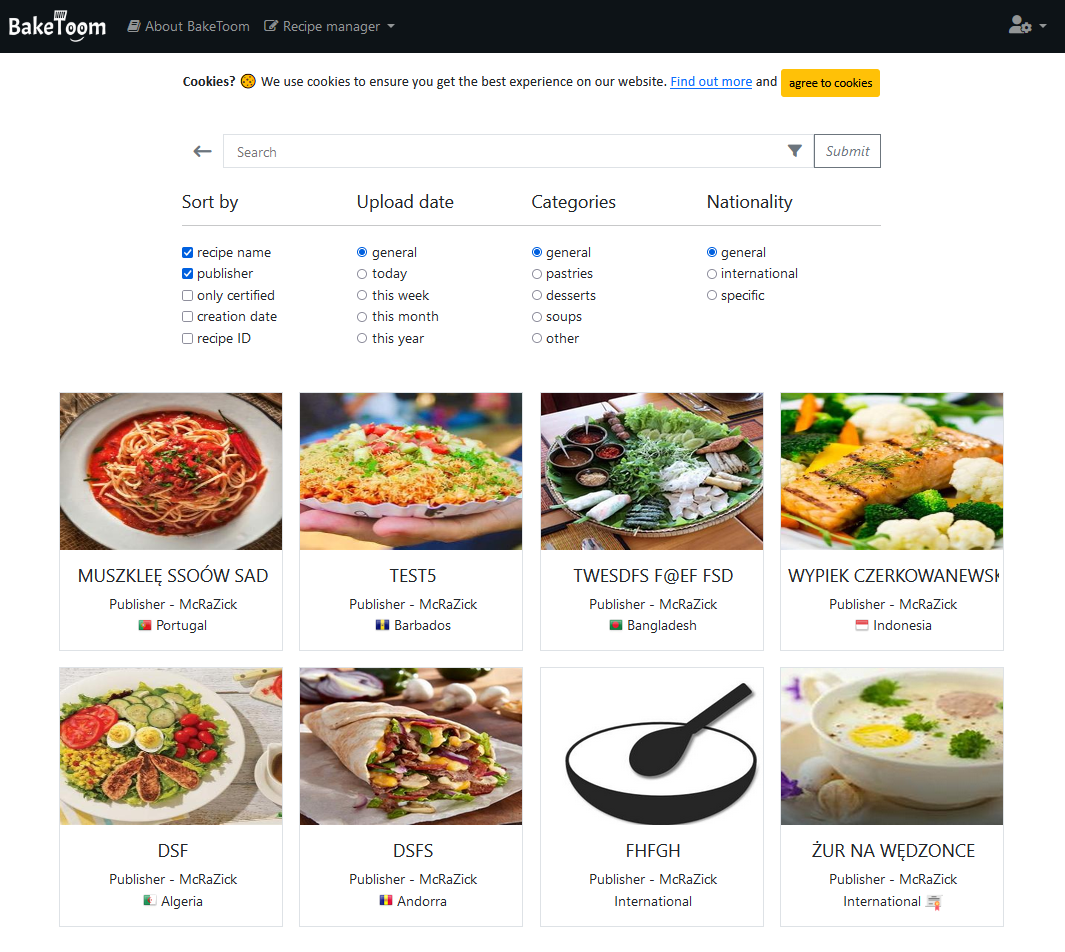 BakeToom About BakeToom Recipe manager
Cookies? We use cookies to ensure you get the best experience on our website. Find out more and agree to cookies
Search Submit
Sort by Upload date Categories Nationality
recipe name general general general
publisher today pastries international
only certified this week desserts specific
creation date this month soups
recipe ID this year other
MUSZKLEĘ SSOÓW SAD TEST5 TWESDFS F@EF FSD WYPIEK CZERKOWANEWSK
Publisher - McRaZick Publisher - McRaZick Publisher - McRaZick Publisher - McRaZick
Portugal Barbados Bangladesh Indonesia
DSF DSFS FHFGH ŻUR NA WĘDZONCE
Publisher - McRaZick Publisher - McRaZick Publisher - McRaZick Publisher - McRaZick
Algeria Andorra International International